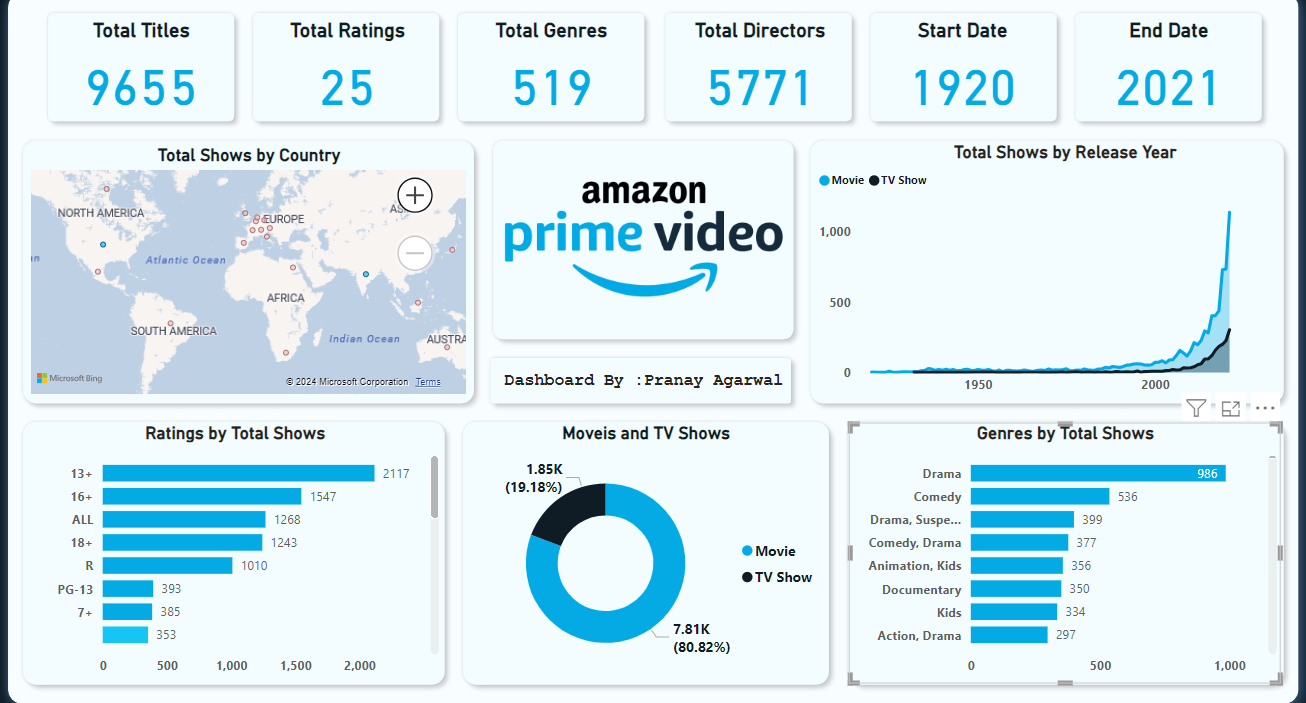 Total Titles
9655
Total Ratings
25
Total Genres
519
Total Directors
5771
Start Date
1920
End Date
2021
Total Shows by Country
NORTH AMERICA
EUROPE
AS
Atlantic Ocean
AFRICA
SOUTH AMERICA
Indian Ocean
AUSTRA
Microsoft Bing
© 2024 Microsoft Corporation Terms
amazon
prime video
Dashboard By :Pranay Agarwal
Total Shows by Release Year
Movie TV Show
1,000
500
0
1950 2000
Ratings by Total Shows
13+ 2117
16+ 1547
ALL 1268
18+ 1243
R 1010
PG-13 393
7+ 385
353
0 500 1,000 1,500 2,000
Moveis and TV Shows
1.85K
(19.18%)
Movie
TV Show
7.81K
(80.82%)
Genres by Total Shows
Drama 986
Comedy 536
Drama, Suspe... 399
Comedy, Drama 377
Animation, Kids 356
Documentary 350
Kids 334
Action, Drama 297
0 500 1,000